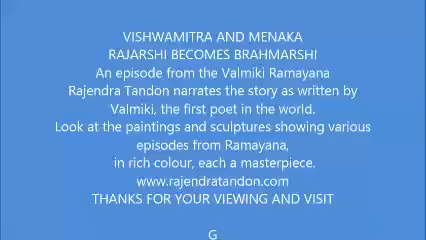 VISHWAMITRA AND MENAKA
RAJARSHI BECOMES BRAHMARSHI
An episode from the Valmiki Ramayana
Rajendra Tandon narrates the story as written by
Valmiki, the first poet in the world.
Look at the paintings and sculptures showing various
episodes from Ramayana,
in rich colour, each a masterpiece.
www.rajendratandon.com
THANKS FOR YOUR VIEWING AND VISIT
G